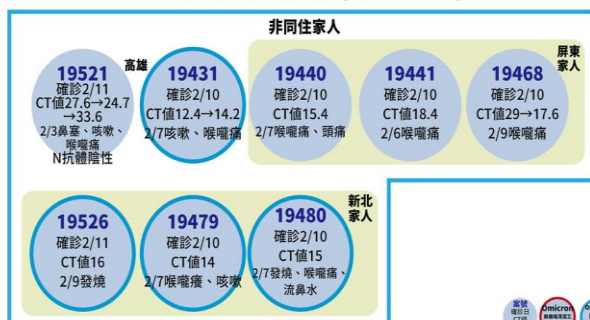 非同住家人
19521
確診2/11
CT值27.6→24.7
→33.6
2/3鼻塞、咳嗽、
喉嚨痛
N抗體陰性
高雄
19431
確診2/10
CT值12.4→14.2
2/7咳嗽、喉嚨痛
19440
確診2/10
CT值15.4
2/7喉嚨痛、頭痛
19441
確診2/10
CT值18.4
2/6喉嚨痛
19468
確診2/10
CT值29→17.6
2/9喉嚨痛
屏東
家人
19526
確診2/11
CT值16
2/9發燒
19479
確診2/10
CT值14
2/7喉嚨癢、咳嗽
19480
確診2/10
CT值15
2/7發燒、喉嚨痛、
流鼻水
新北
家人
案號
確診日
CT值
Omicron